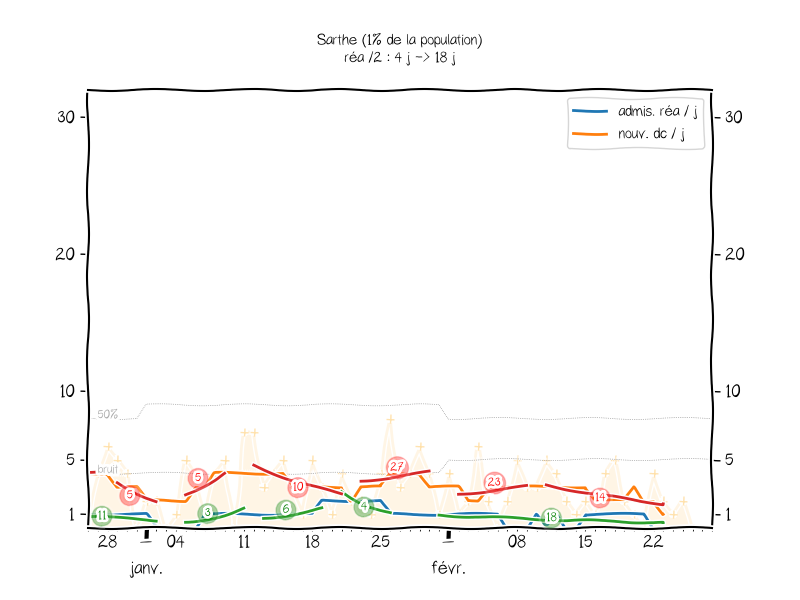 Sarthe (1% de la population)
réa /2 : 4 j -> 18 j
admis. réa / j
nouv. dc / j
30 30
20 20
10 10
50%
5 5
bruit
1 1
5 5 10 27 23 14
11 3 6 4 18
28 04 11 18 25 08 15 22
janv. févr.